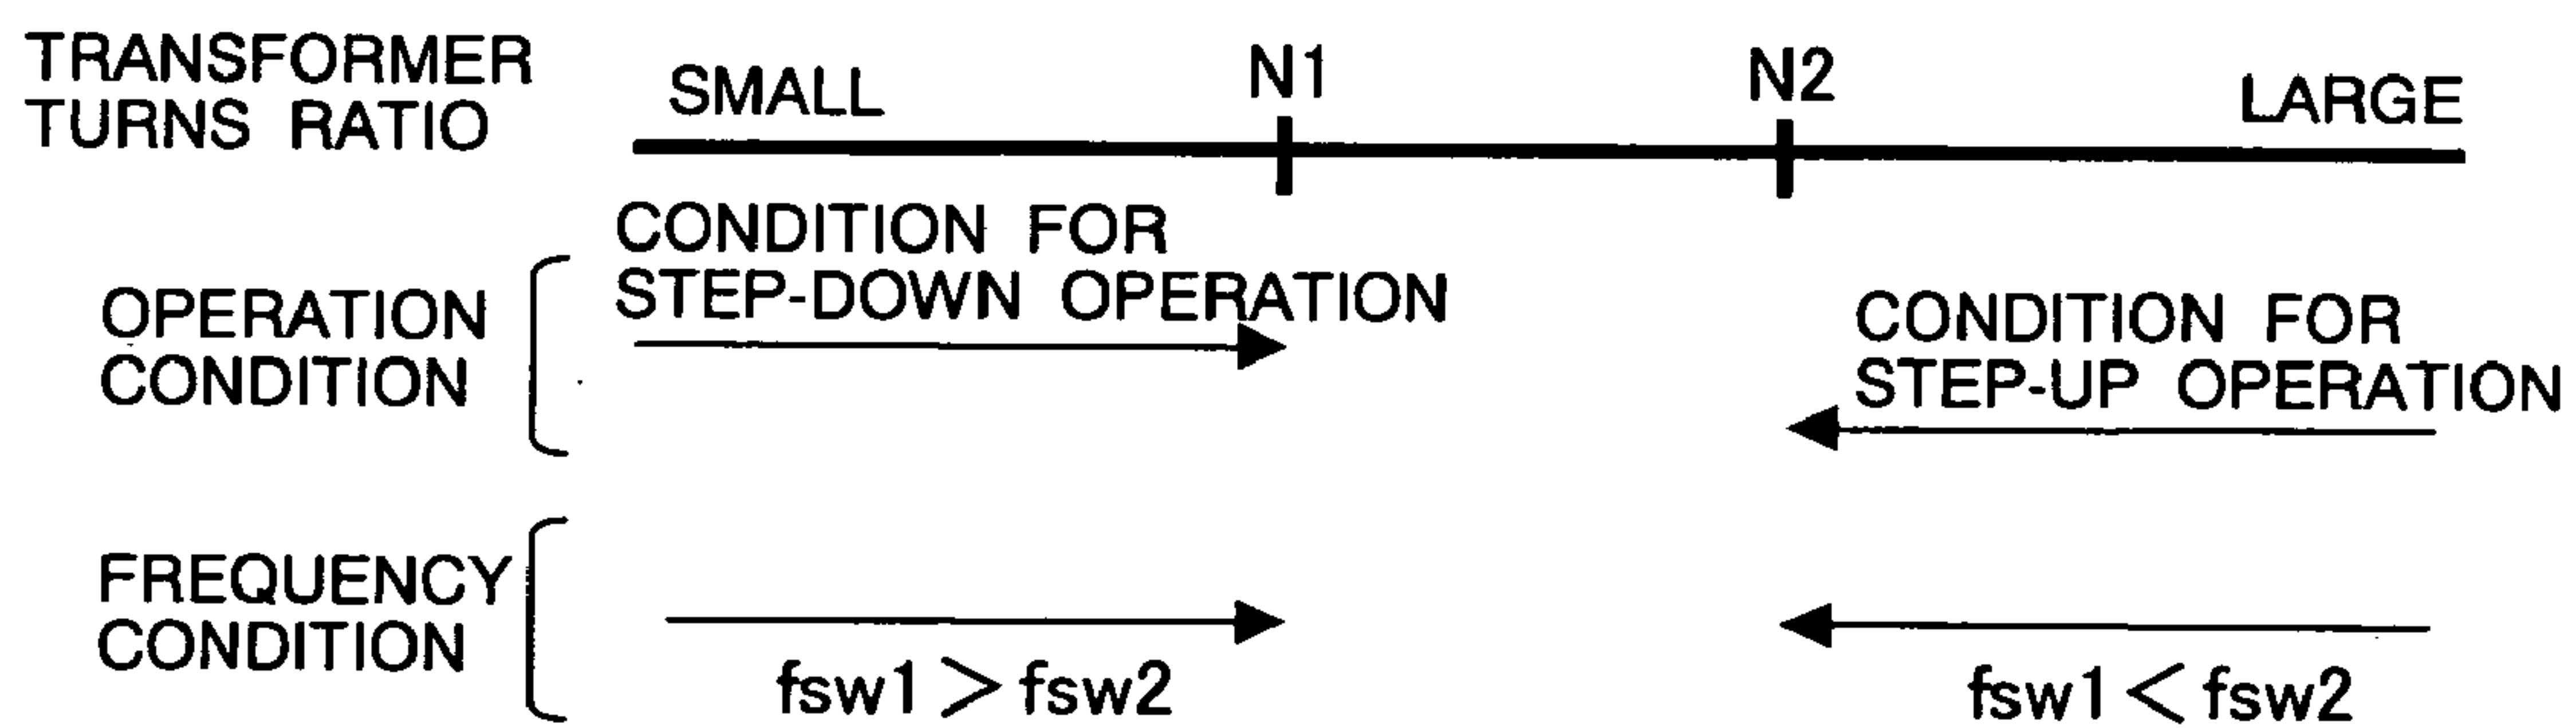 TRANSFORMER
TURNS RATIO
SMALL
N1
N2
LARGE
CONDITION FOR
STEP-DOWN OPERATION
OPERATION
CONDITION
CONDITION FOR
STEP-UP OPERATION
FREQUENCY
CONDITION
fsw1 > fsw2
fsw1 < fsw2